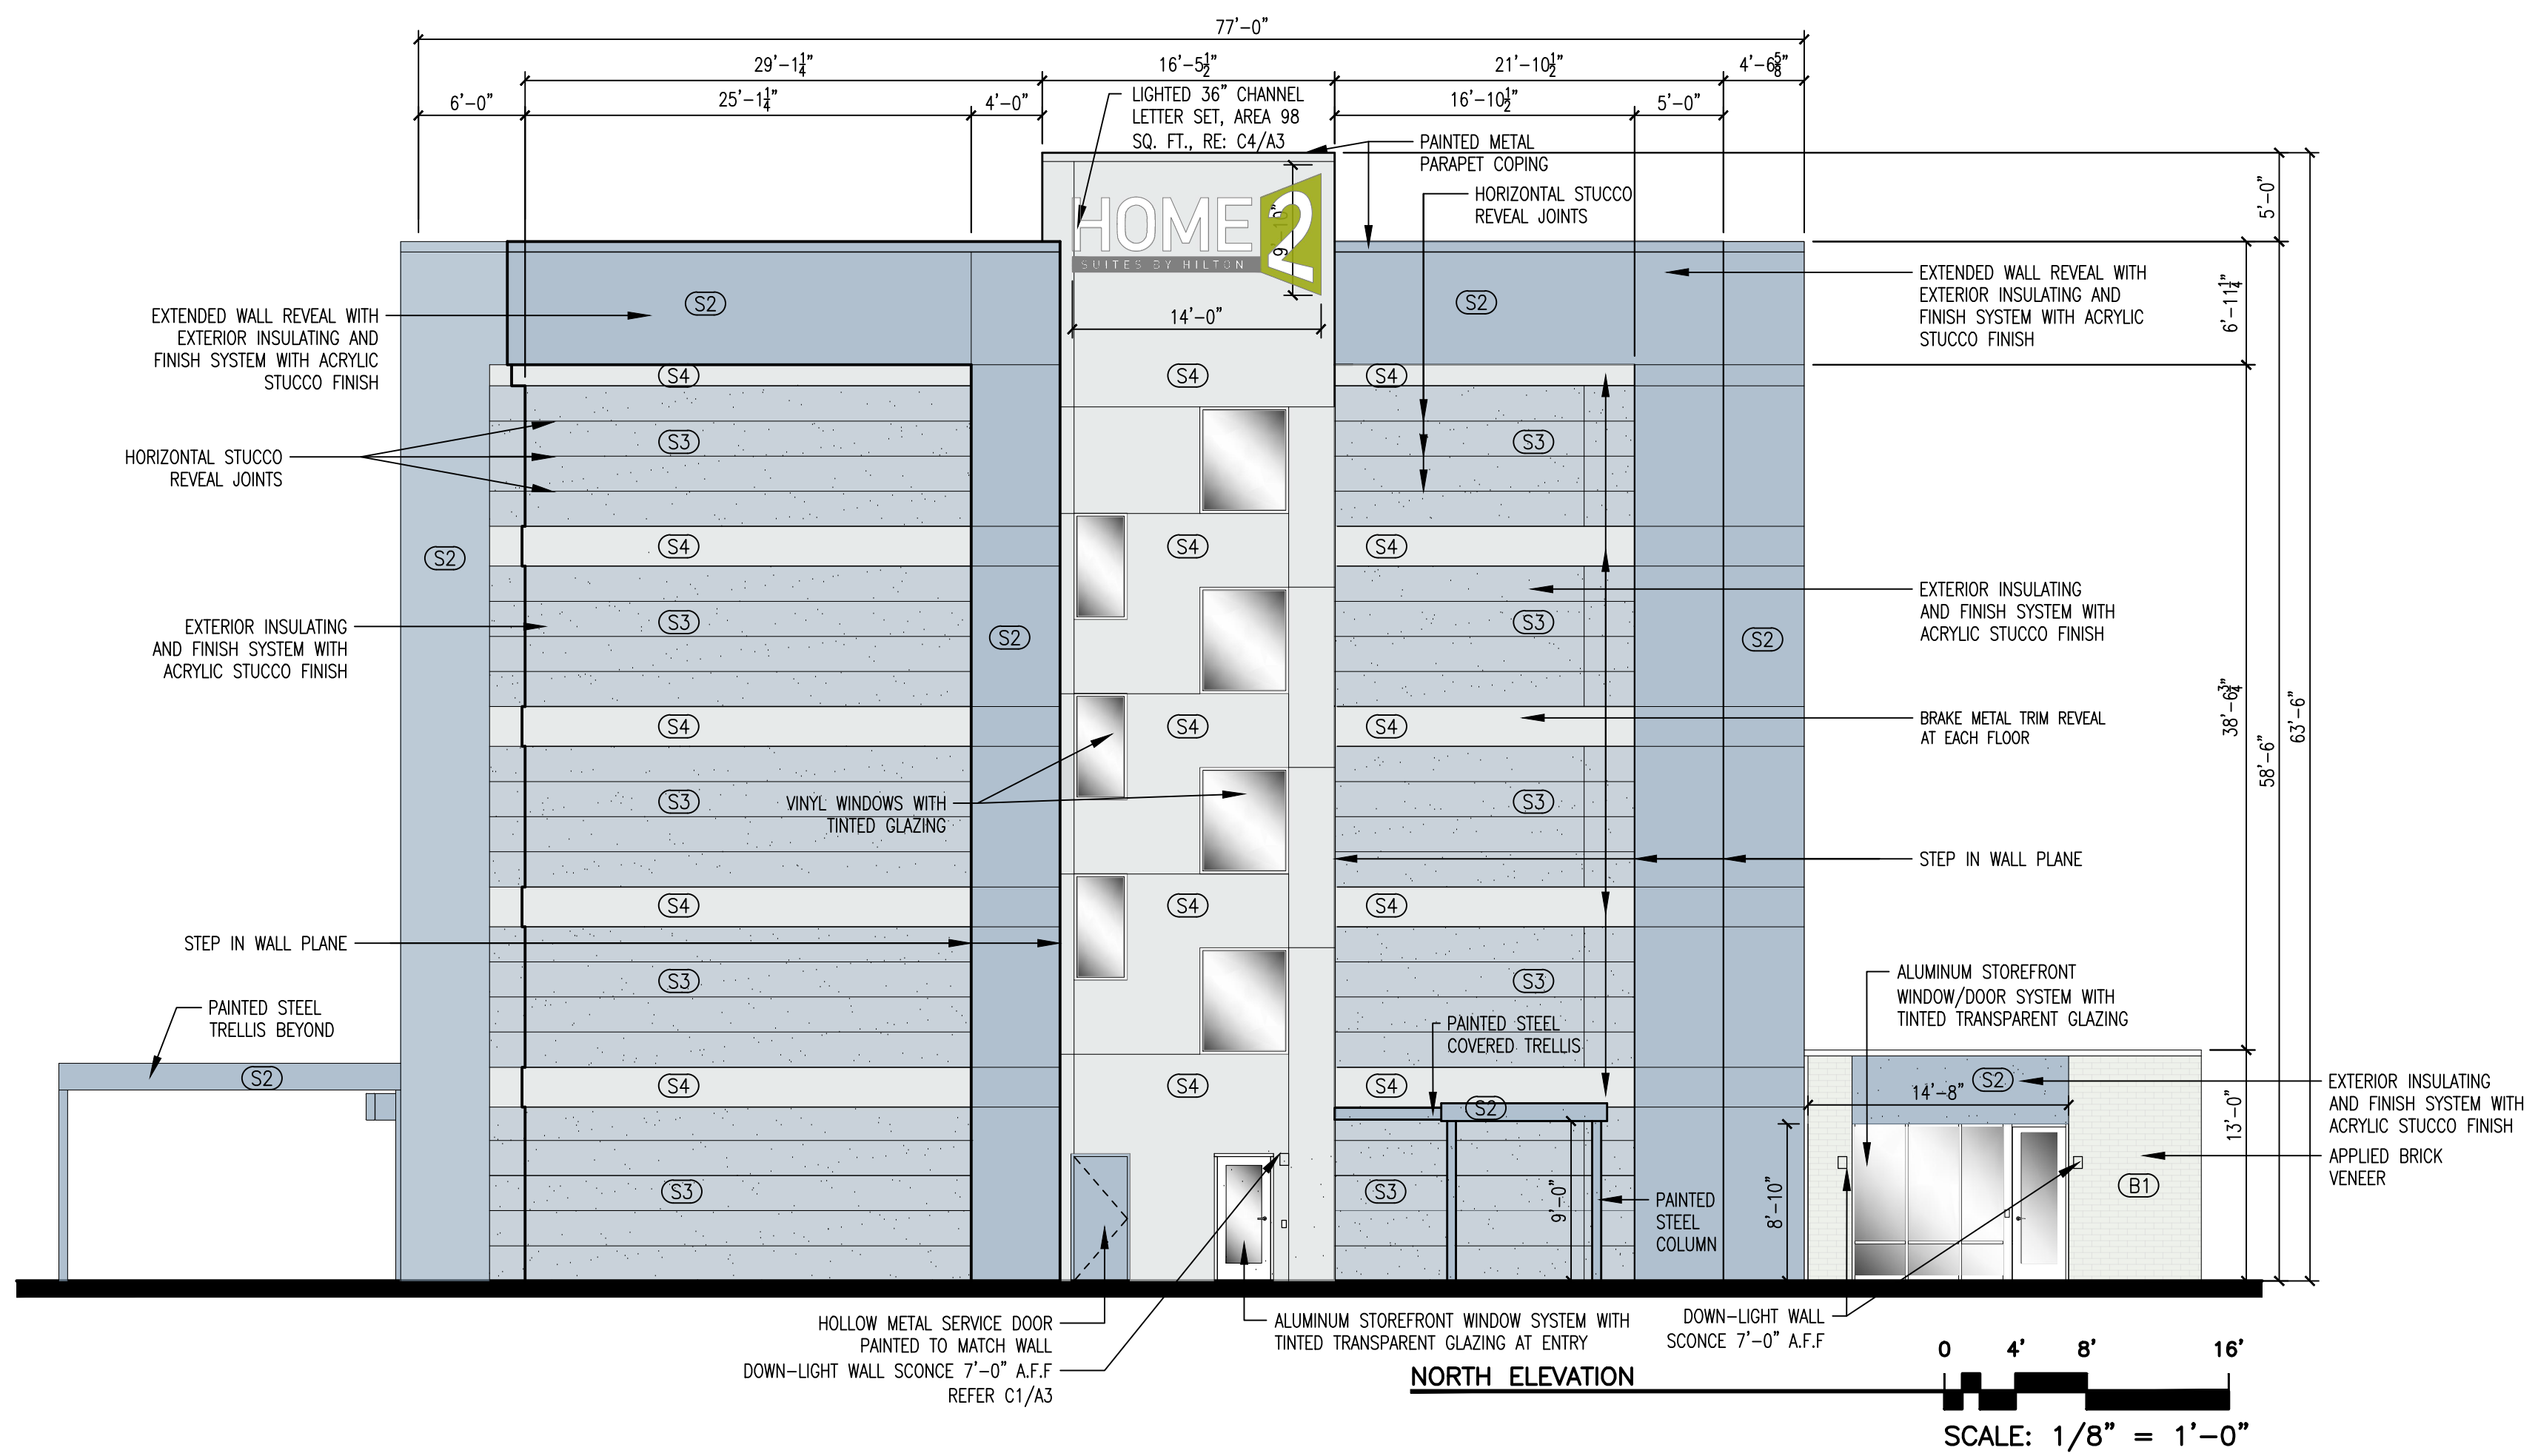 77'-0"
29'-1 1/4"
16'-5 1/2"
21'-10 1/2"
4'-6 5/8"
6'-0"
25'-1 1/4"
4'-0"
16'-10 1/2"
5'-0"
LIGHTED 36" CHANNEL
LETTER SET, AREA 98
SQ. FT., RE: C4/A3
PAINTED METAL
PARAPET COPING
HORIZONTAL STUCCO
REVEAL JOINTS
HOME 2
SUITES BY HILTON
9'-10"
14'-0"
5'-0"
6'-11 1/4"
38'-6 3/4"
58'-6"
63'-6"
13'-0"
EXTENDED WALL REVEAL WITH
EXTERIOR INSULATING AND
FINISH SYSTEM WITH ACRYLIC
STUCCO FINISH
S2
S2
EXTENDED WALL REVEAL WITH
EXTERIOR INSULATING AND
FINISH SYSTEM WITH ACRYLIC
STUCCO FINISH
S4
S4
S4
HORIZONTAL STUCCO
REVEAL JOINTS
S3
S3
S2
S4
S4
S4
EXTERIOR INSULATING
AND FINISH SYSTEM WITH
ACRYLIC STUCCO FINISH
S3
S2
S3
S2
EXTERIOR INSULATING
AND FINISH SYSTEM WITH
ACRYLIC STUCCO FINISH
S4
S4
S4
BRAKE METAL TRIM REVEAL
AT EACH FLOOR
S3
VINYL WINDOWS WITH
TINTED GLAZING
S3
STEP IN WALL PLANE
S4
S4
S4
STEP IN WALL PLANE
S3
S3
ALUMINUM STOREFRONT
WINDOW/DOOR SYSTEM WITH
TINTED TRANSPARENT GLAZING
PAINTED STEEL
TRELLIS BEYOND
PAINTED STEEL
COVERED TRELLIS
S2
S4
S4
S4
S2
S2
14'-8"
EXTERIOR INSULATING
AND FINISH SYSTEM WITH
ACRYLIC STUCCO FINISH
APPLIED BRICK
VENEER
B1
S3
S3
9'-0"
PAINTED
STEEL
COLUMN
8'-10"
HOLLOW METAL SERVICE DOOR
PAINTED TO MATCH WALL
DOWN-LIGHT WALL SCONCE 7'-0" A.F.F
REFER C1/A3
ALUMINUM STOREFRONT WINDOW SYSTEM WITH
TINTED TRANSPARENT GLAZING AT ENTRY
DOWN-LIGHT WALL
SCONCE 7'-0" A.F.F
NORTH ELEVATION
0 4' 8' 16'
SCALE: 1/8" = 1'-0"